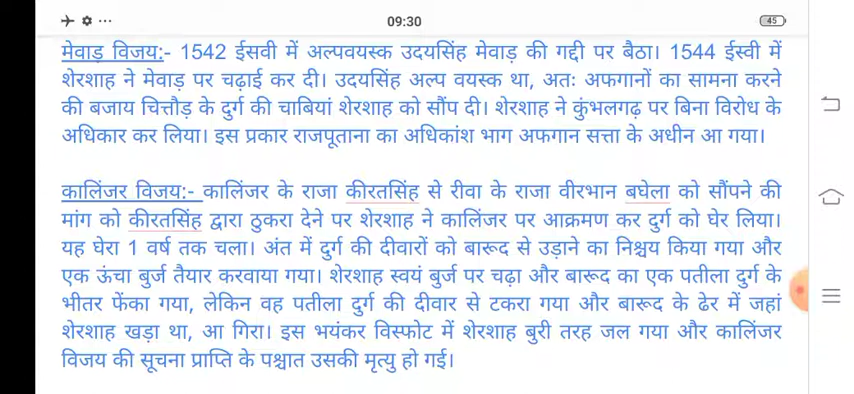 09:30
45
मेवाड़ विजय:- 1542 ईसवी में अल्पवयस्क उदयसिंह मेवाड़ की गद्दी पर बैठा। 1544 ईस्वी में
शेरशाह ने मेवाड़ पर चढ़ाई कर दी। उदयसिंह अल्प वयस्क था, अतः अफगानों का सामना करने
की बजाय चित्तौड़ के दुर्ग की चाबियां शेरशाह को सौंप दी। शेरशाह ने कुंभलगढ़ पर बिना विरोध के
अधिकार कर लिया। इस प्रकार राजपूताना का अधिकांश भाग अफगान सत्ता के अधीन आ गया।
कालिंजर विजय:- कालिंजर के राजा कीरतसिंह से रीवा के राजा वीरभान बघेला को सौंपने की
मांग को कीरतसिंह द्वारा ठुकरा देने पर शेरशाह ने कालिंजर पर आक्रमण कर दुर्ग को घेर लिया।
यह घेरा 1 वर्ष तक चला। अंत में दुर्ग की दीवारों को बारूद से उड़ाने का निश्चय किया गया और
एक ऊंचा बुर्ज तैयार करवाया गया। शेरशाह स्वयं बुर्ज पर चढ़ा और बारूद का एक पतीला दुर्ग के
भीतर फेंका गया, लेकिन वह पतीला दुर्ग की दीवार से टकरा गया और बारूद के ढेर में जहां
शेरशाह खड़ा था, आ गिरा। इस भयंकर विस्फोट में शेरशाह बुरी तरह जल गया और कालिंजर
विजय की सूचना प्राप्ति के पश्चात उसकी मृत्यु हो गई।